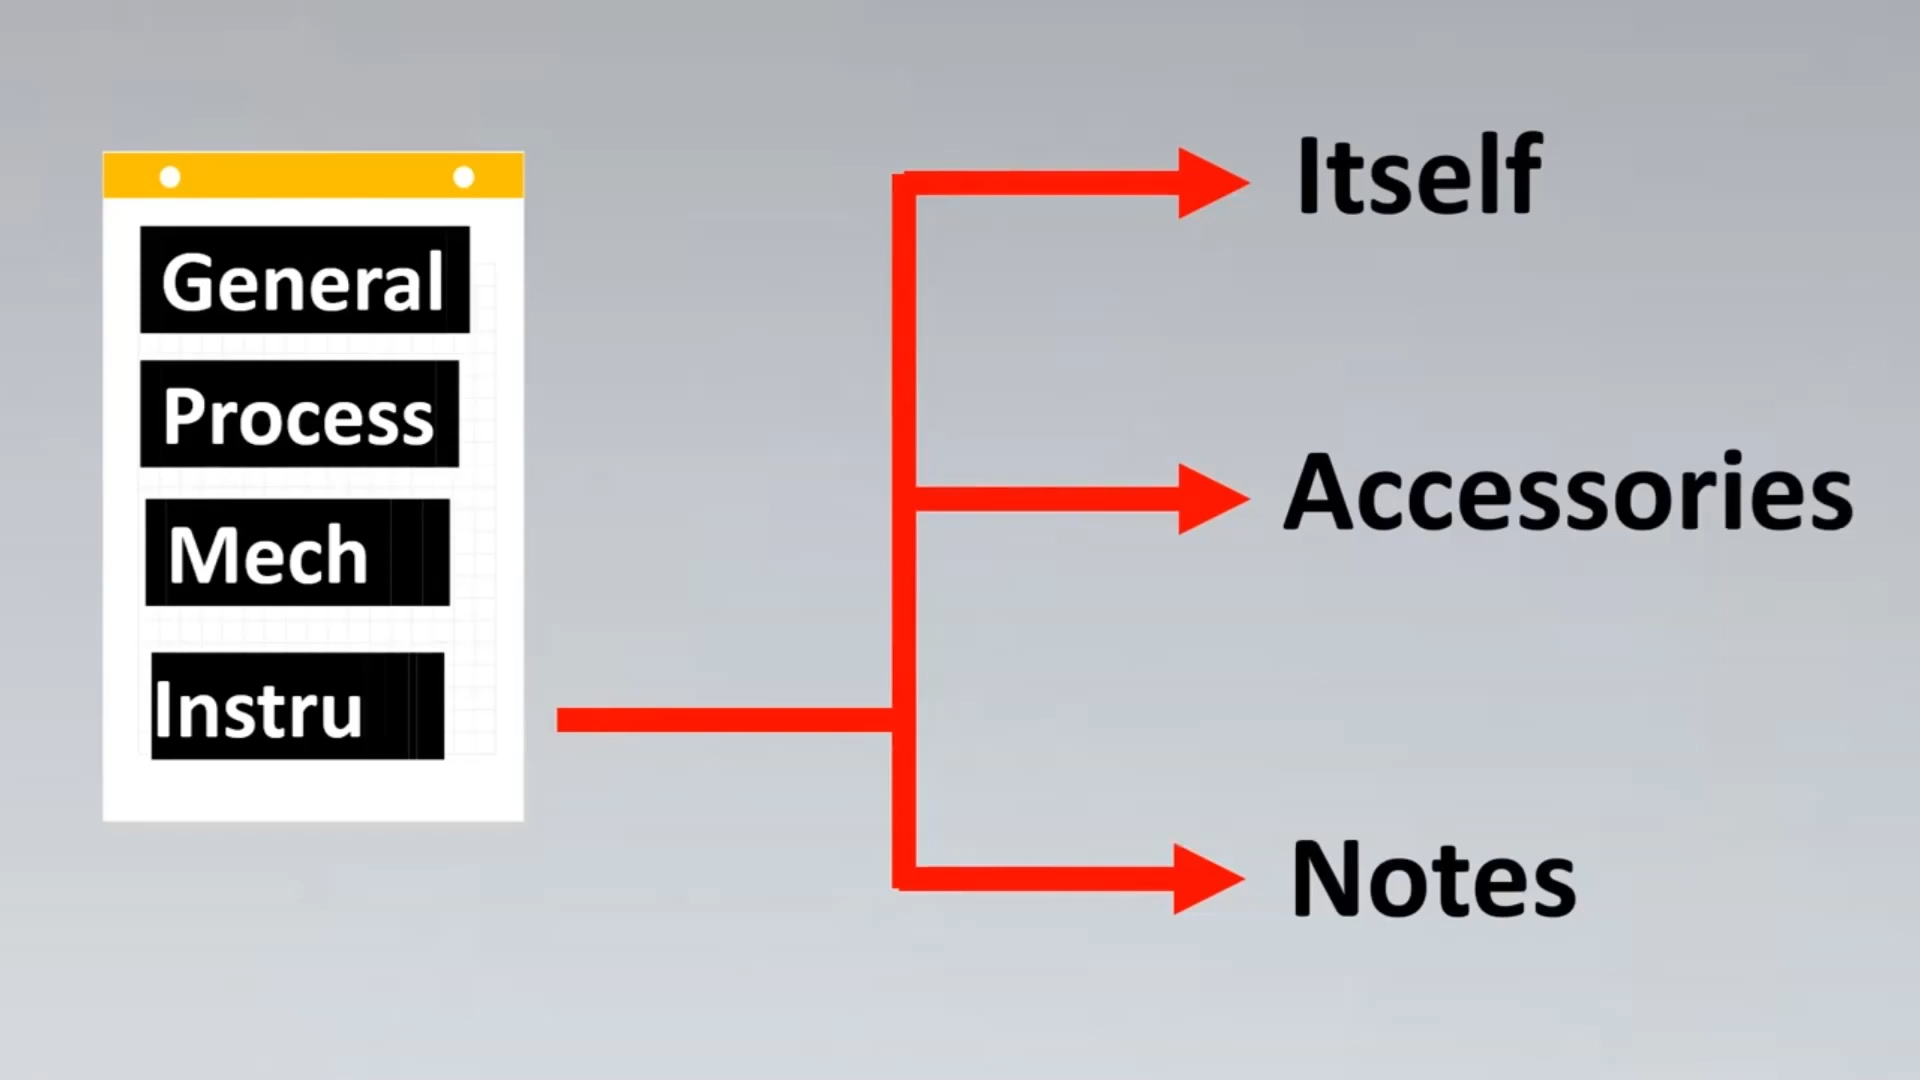 General
Process
Mech
Instru
Itself
Accessories
Notes